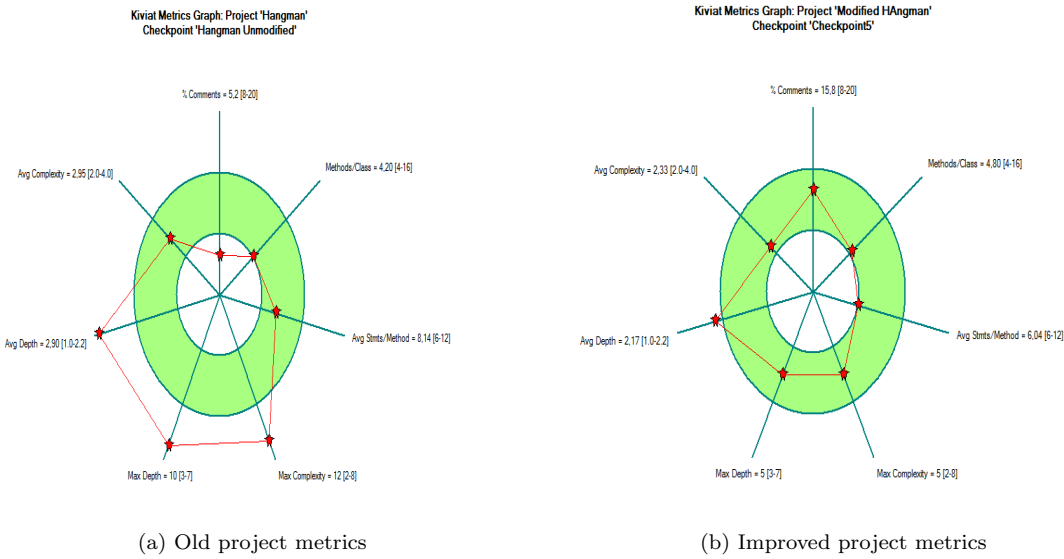 Kiviat Metrics Graph: Project 'Hangman'
Checkpoint 'Hangman Unmodified'
% Comments = 5,2 [8-20]
Methods/Class = 4,20 [4-16]
Avg Complexity = 2,95 [2.0-4.0]
Avg Stmts/Method = 8,14 [6-12]
Avg Depth = 2,90 [1.0-2.2]
Max Depth = 10 [3-7]
Max Complexity = 12 [2-8]
(a) Old project metrics
Kiviat Metrics Graph: Project 'Modified HAngman'
Checkpoint 'Checkpoint5'
% Comments = 15,8 [8-20]
Methods/Class = 4,80 [4-16]
Avg Complexity = 2,33 [2.0-4.0]
Avg Stmts/Method = 6,04 [6-12]
Avg Depth = 2,17 [1.0-2.2]
Max Depth = 5 [3-7]
Max Complexity = 5 [2-8]
(b) Improved project metrics